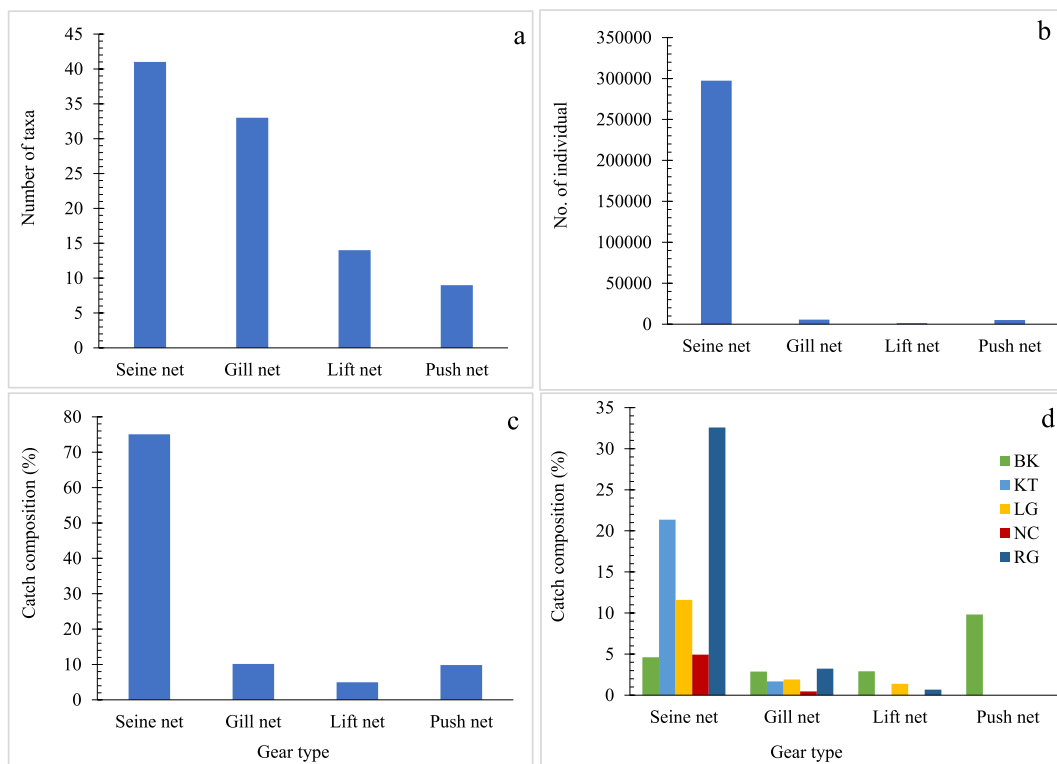 a
Number of taxa
45
40
35
30
25
20
15
10
5
0
Seine net Gill net Lift net Push net
b
No. of individual
350000
300000
250000
200000
150000
100000
50000
0
Seine net Gill net Lift net Push net
c
Catch composition (%)
80
70
60
50
40
30
20
10
0
Seine net Gill net Lift net Push net
Gear type
d
Catch composition (%)
35
30
25
20
15
10
5
0
BK
KT
LG
NC
RG
Seine net Gill net Lift net Push net
Gear type